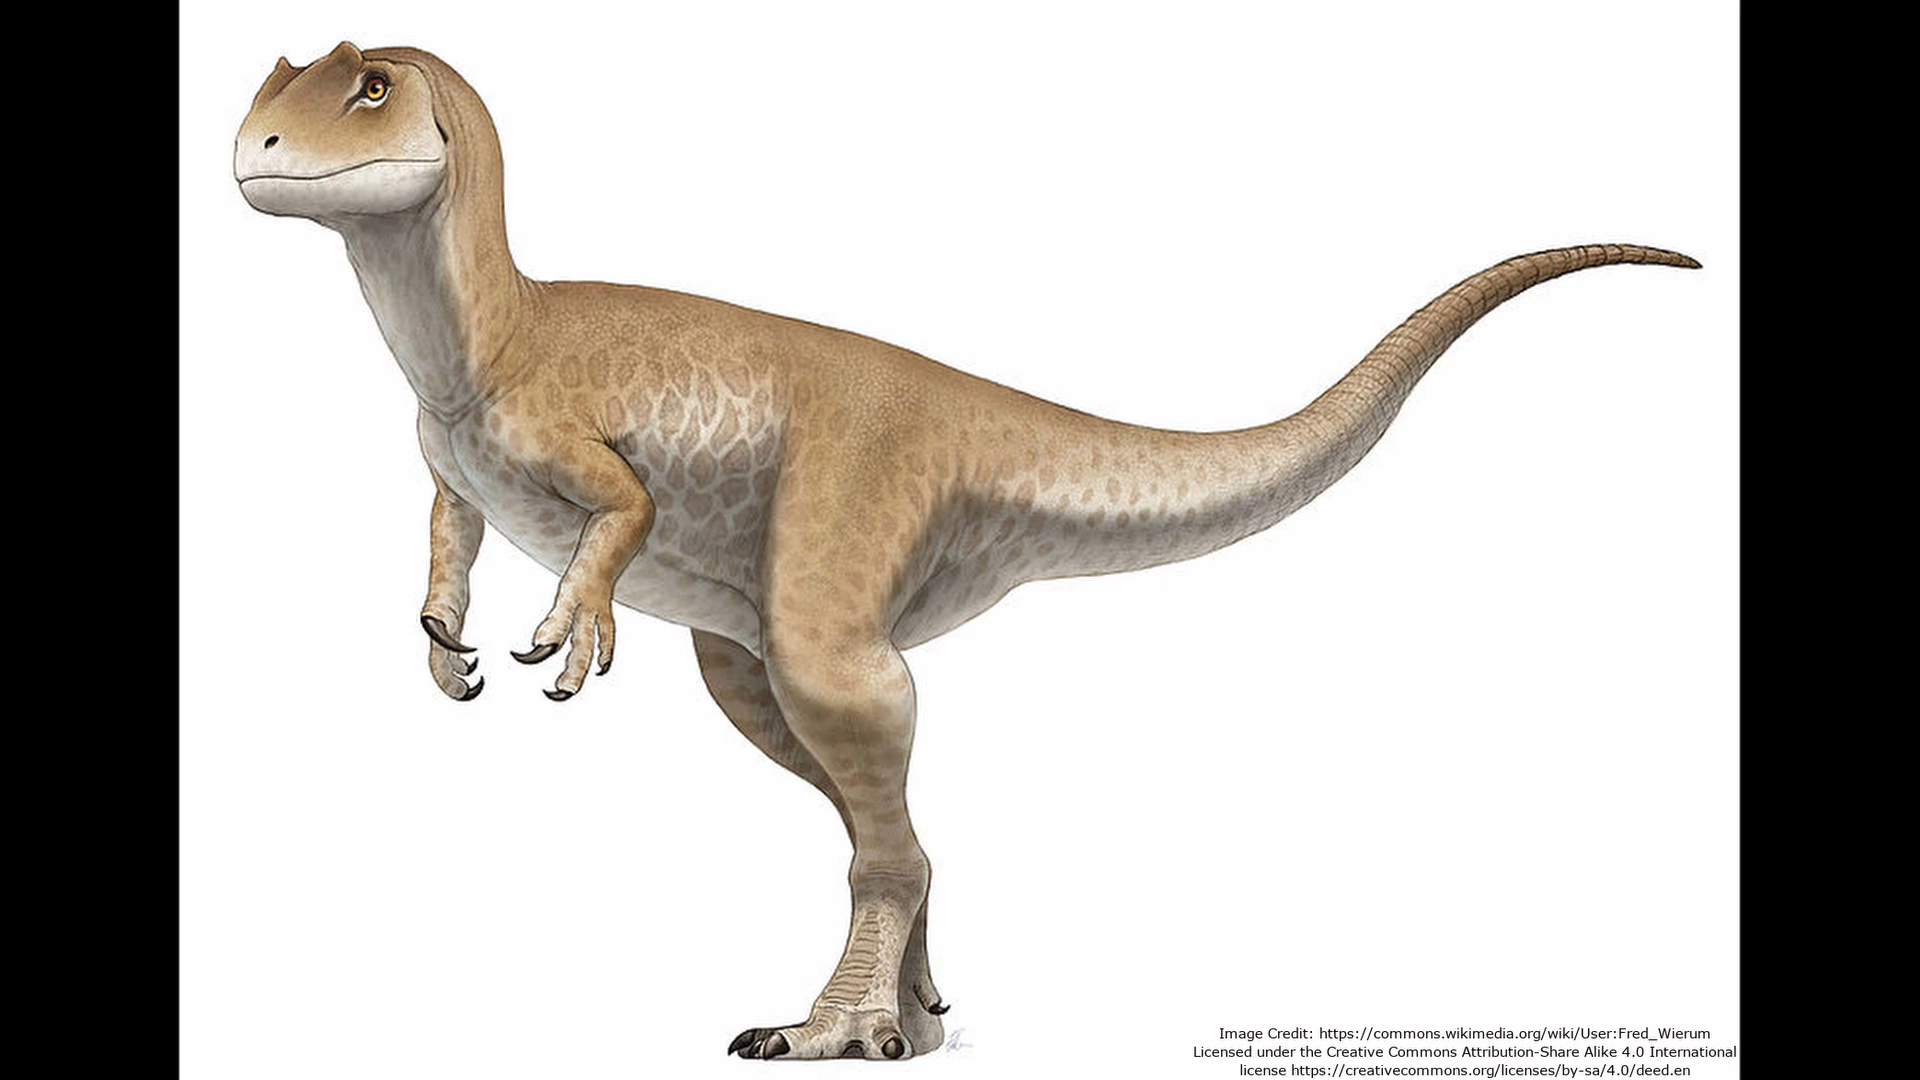 Image Credit: https://commons.wikimedia.org/wiki/User:Fred_Wierum
Licensed under the Creative Commons Attribution-Share Alike 4.0 International
license https://creativecommons.org/licenses/by-sa/4.0/deed.en